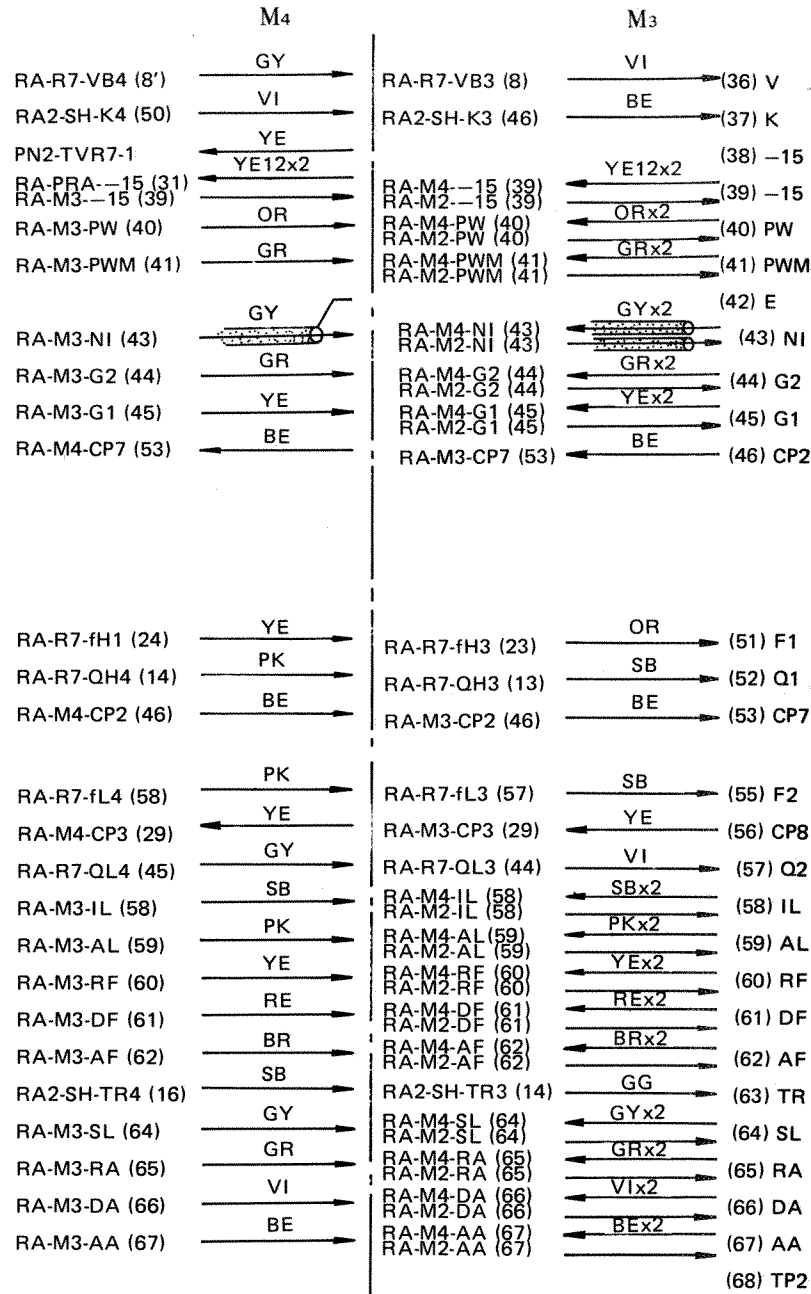 M4 M3
GY VI
RA-R7-VB4 (8') RA-R7-VB3 (8) (36) V
VI BE
RA2-SH-K4 (50) RA2-SH-K3 (46) (37) K
YE
PN2-TVR7-1 (38) -15
YE12x2 YE12x2
RA-PRA--15 (31) RA-M4--15 (39)
RA-M3--15 (39) RA-M2--15 (39) (39) -15
OR ORx2
RA-M3-PW (40) RA-M4-PW (40) (40) PW
RA-M2-PW (40)
GR GRx2
RA-M3-PWM (41) RA-M4-PWM (41) (41) PWM
RA-M2-PWM (41)
(42) E
GY GYx2
RA-M3-NI (43) RA-M4-NI (43) (43) NI
RA-M2-NI (43)
GR GRx2
RA-M3-G2 (44) RA-M4-G2 (44) (44) G2
RA-M2-G2 (44)
YE YEx2
RA-M3-G1 (45) RA-M4-G1 (45) (45) G1
RA-M2-G1 (45)
BE BE
RA-M4-CP7 (53) RA-M3-CP7 (53) (46) CP2
YE OR
RA-R7-fH1 (24) RA-R7-fH3 (23) (51) F1
PK SB
RA-R7-QH4 (14) RA-R7-QH3 (13) (52) Q1
BE BE
RA-M4-CP2 (46) RA-M3-CP2 (46) (53) CP7
PK SB
RA-R7-fL4 (58) RA-R7-fL3 (57) (55) F2
YE YE
RA-M4-CP3 (29) RA-M3-CP3 (29) (56) CP8
GY VI
RA-R7-QL4 (45) RA-R7-QL3 (44) (57) Q2
SB SBx2
RA-M3-IL (58) RA-M4-IL (58) (58) IL
RA-M2-IL (58)
PK PKx2
RA-M3-AL (59) RA-M4-AL(59) (59) AL
RA-M2-AL (59)
YE YEx2
RA-M3-RF (60) RA-M4-RF (60) (60) RF
RA-M2-RF (60)
RE REx2
RA-M3-DF (61) RA-M4-DF (61) (61) DF
RA-M2-DF (61)
BR BRx2
RA-M3-AF (62) RA-M4-AF (62) (62) AF
RA-M2-AF (62)
SB GG
RA2-SH-TR4 (16) RA2-SH-TR3 (14) (63) TR
GY GYx2
RA-M3-SL (64) RA-M4-SL (64) (64) SL
RA-M2-SL (64)
GR GRx2
RA-M3-RA (65) RA-M4-RA (65) (65) RA
RA-M2-RA (65)
VI VIx2
RA-M3-DA (66) RA-M4-DA (66) (66) DA
RA-M2-DA (66)
BE BEx2
RA-M3-AA (67) RA-M4-AA (67) (67) AA
RA-M2-AA (67)
(68) TP2